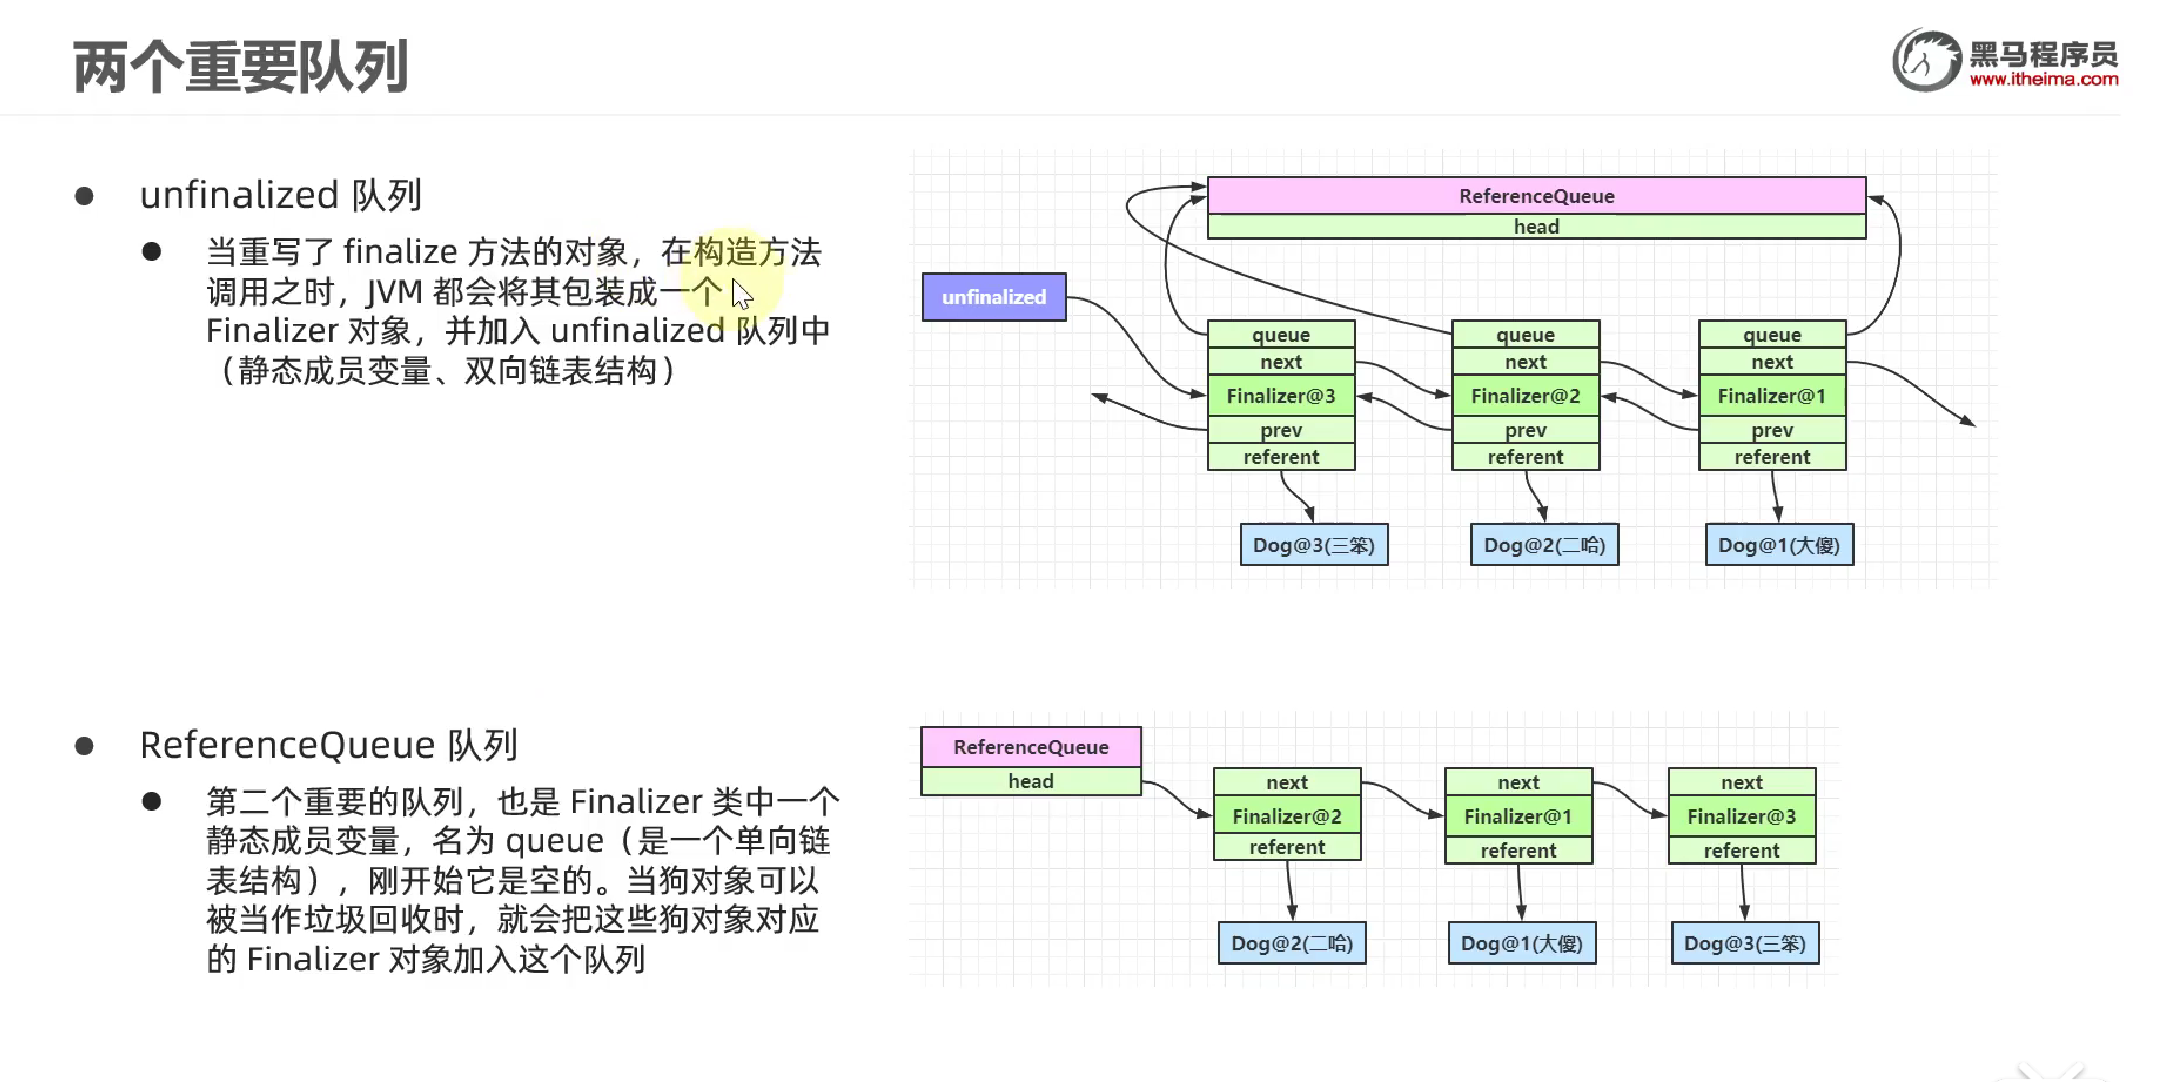 两个重要队列
黑马程序员
www.itheima.com
unfinalized 队列
当重写了 finalize 方法的对象，在构造方法
调用之时，JVM 都会将其包装成一个
Finalizer 对象，并加入 unfinalized 队列中
（静态成员变量、双向链表结构）
ReferenceQueue
head
unfinalized
queue
next
Finalizer@3
prev
referent
Dog@3(三笨)
queue
next
Finalizer@2
prev
referent
Dog@2(二哈)
queue
next
Finalizer@1
prev
referent
Dog@1(大傻)
ReferenceQueue 队列
第二个重要的队列，也是 Finalizer 类中一个
静态成员变量，名为 queue（是一个单向链
表结构），刚开始它是空的。当狗对象可以
被当作垃圾回收时，就会把这些狗对象对应
的 Finalizer 对象加入这个队列
ReferenceQueue
head
next
Finalizer@2
referent
Dog@2(二哈)
next
Finalizer@1
referent
Dog@1(大傻)
next
Finalizer@3
referent
Dog@3(三笨)